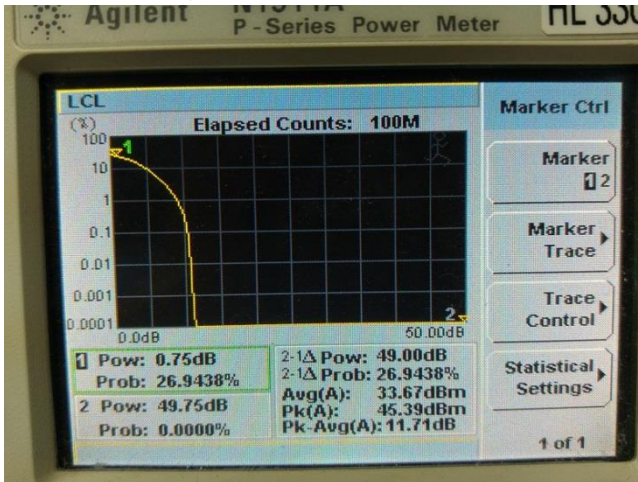 Agilent
P-Series Power Meter
LCL
Marker Ctrl
(%)
Elapsed Counts: 100M
100
1
10
1
0.1
0.01
0.001
0.0001
2
0.0dB
50.00dB
1 Pow: 0.75dB
Prob: 26.9438%
2 Pow: 49.75dB
Prob: 0.0000%
2-1Δ Pow: 49.00dB
2-1Δ Prob: 26.9438%
Avg(A): 33.67dBm
Pk(A): 45.39dBm
Pk-Avg(A): 11.71dB
Marker
1 2
Marker
Trace
Trace
Control
Statistical
Settings
1 of 1